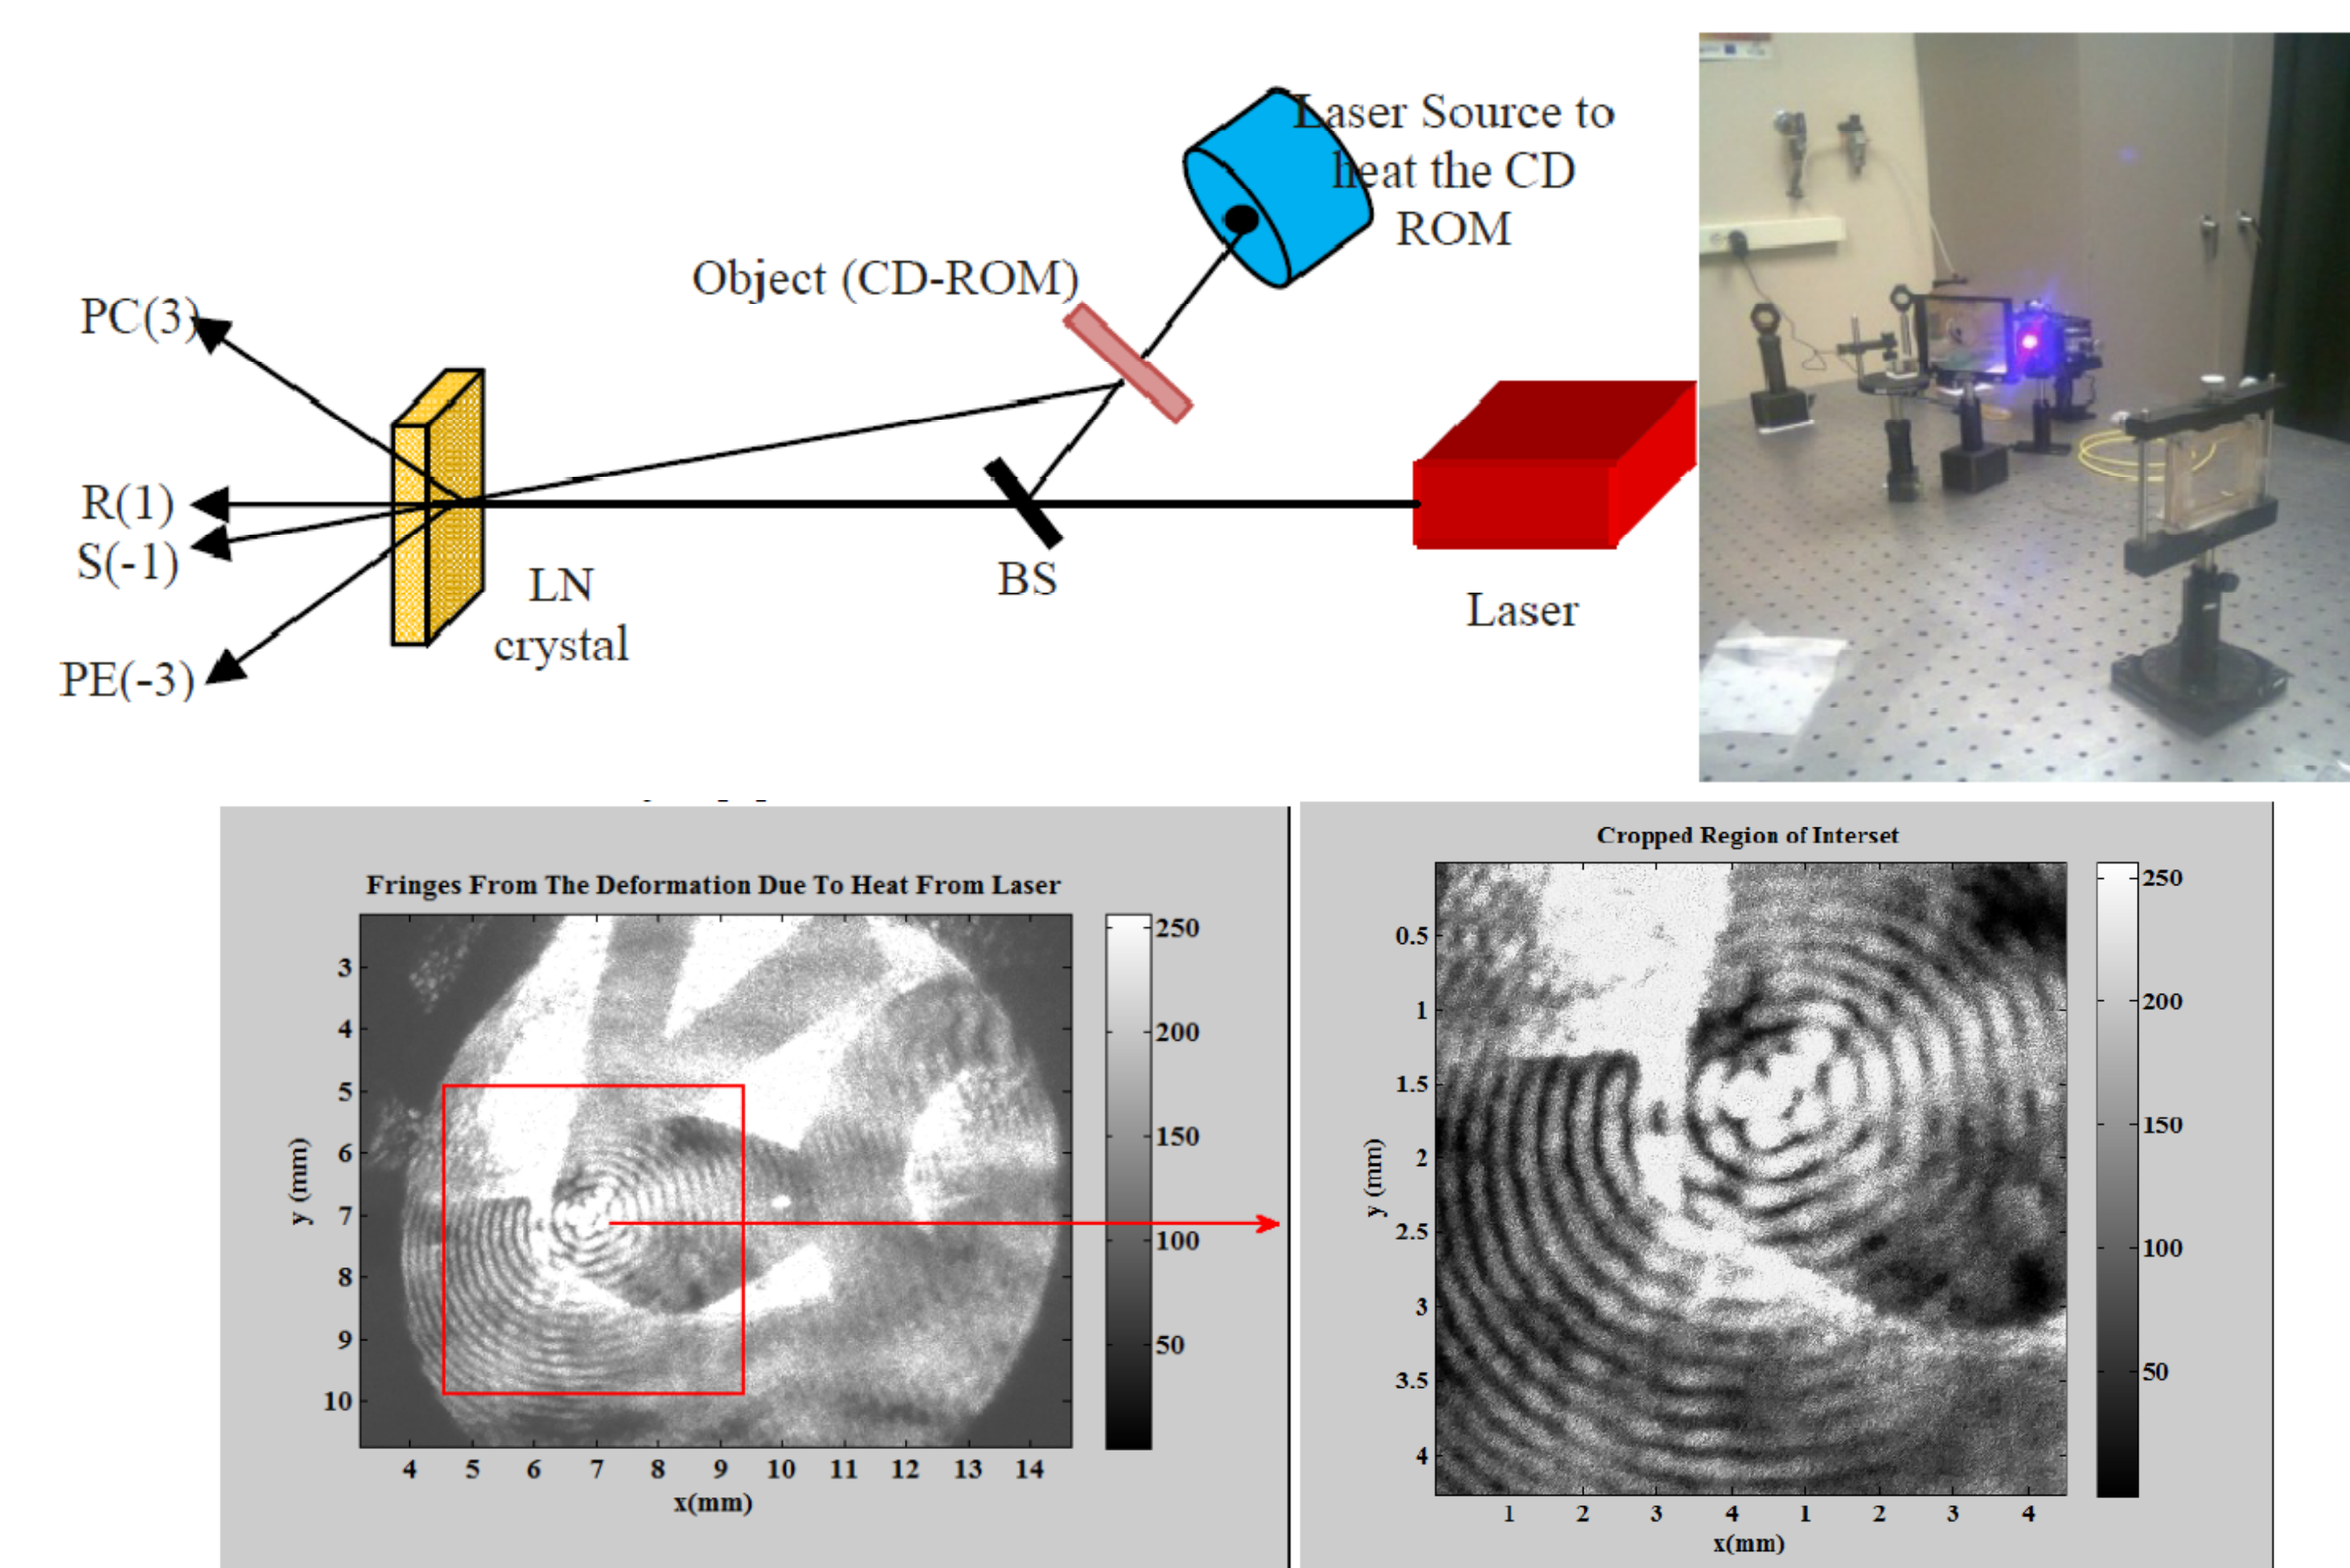 Laser Source to
heat the CD
ROM
Object (CD-ROM)
PC(3)
R(1)
S(-1)
PE(-3)
LN
crystal
BS
Laser
Fringes From The Deformation Due To Heat From Laser
3
4
5
6
7
8
9
10
y (mm)
4 5 6 7 8 9 10 11 12 13 14
x(mm)
250
200
150
100
50
Cropped Region of Interset
0.5
1
1.5
2
2.5
3
3.5
4
y (mm)
1 2 3 4 1 2 3 4
x(mm)
250
200
150
100
50